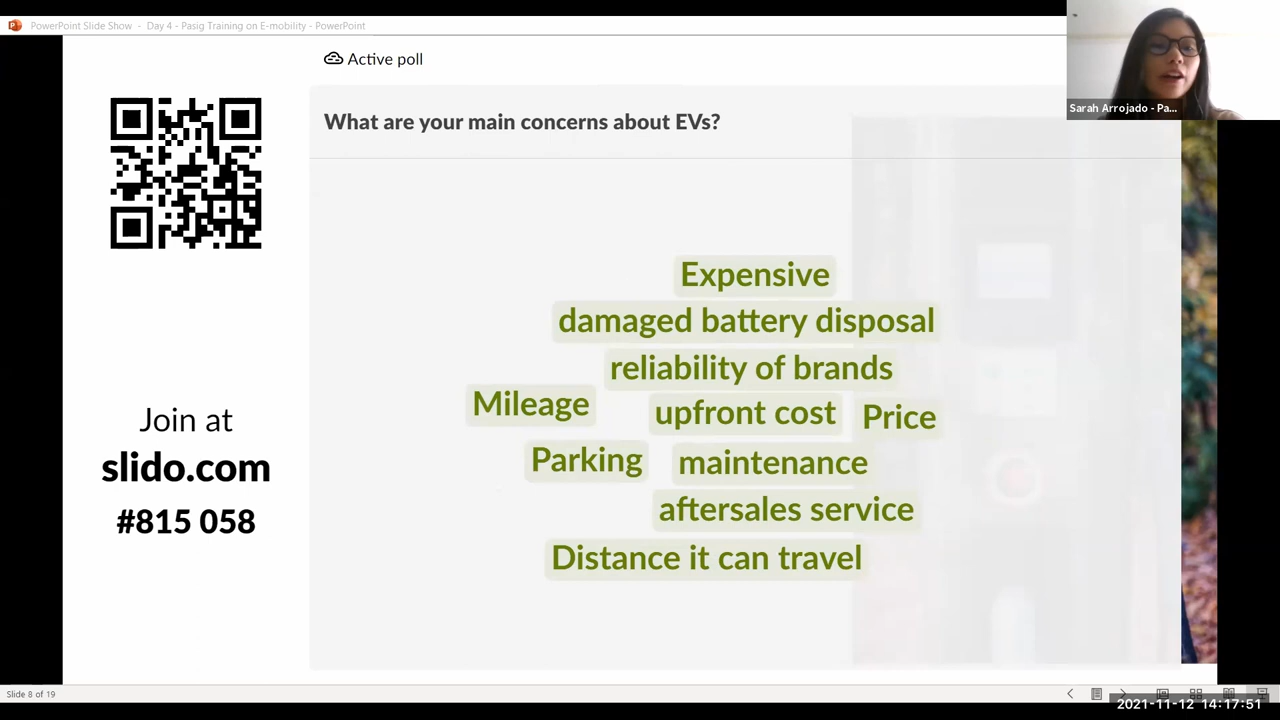 PowerPoint Slide Show - Day 4 - Pasig Training on E-mobility - PowerPoint
Active poll
Sarah Arrojado - Pa...
What are your main concerns about EVs?
Expensive
damaged battery disposal
reliability of brands
Mileage
upfront cost
Price
Parking
maintenance
aftersales service
Distance it can travel
Join at
slido.com
#815 058
Slide 8 of 19
2021-11-12 14:17:51